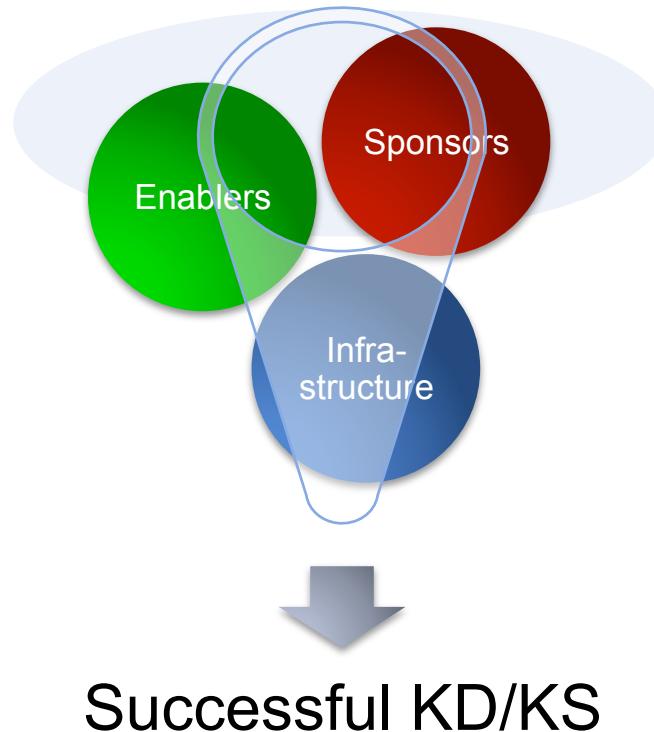 Sponsors
Enablers
Infra-
structure
Successful KD/KS